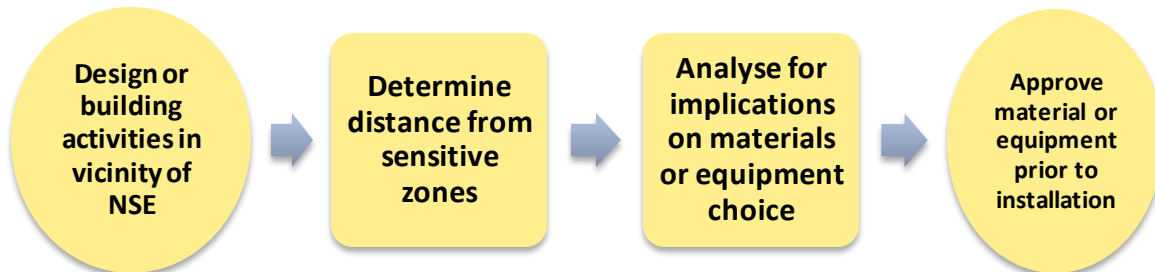 Design or
building
activities in
vicinity of
NSE
Determine
distance from
sensitive
zones
Analyse for
implications
on materials
or equipment
choice
Approve
material or
equipment
prior to
installation